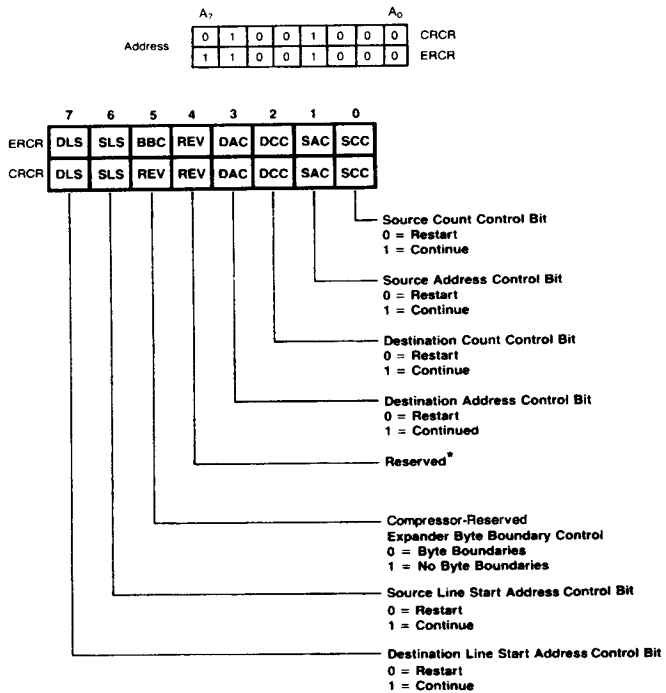 A7 A0
Address 0 1 0 0 1 0 0 0 CRCR
1 1 0 0 1 0 0 0 ERCR
7 6 5 4 3 2 1 0
ERCR DLS SLS BBC REV DAC DCC SAC SCC
CRCR DLS SLS REV REV DAC DCC SAC SCC
Source Count Control Bit
0 = Restart
1 = Continue
Source Address Control Bit
0 = Restart
1 = Continue
Destination Count Control Bit
0 = Restart
1 = Continue
Destination Address Control Bit
0 = Restart
1 = Continued
Reserved*
Compressor-Reserved
Expander Byte Boundary Control
0 = Byte Boundaries
1 = No Byte Boundaries
Source Line Start Address Control Bit
0 = Restart
1 = Continue
Destination Line Start Address Control Bit
0 = Restart
1 = Continue